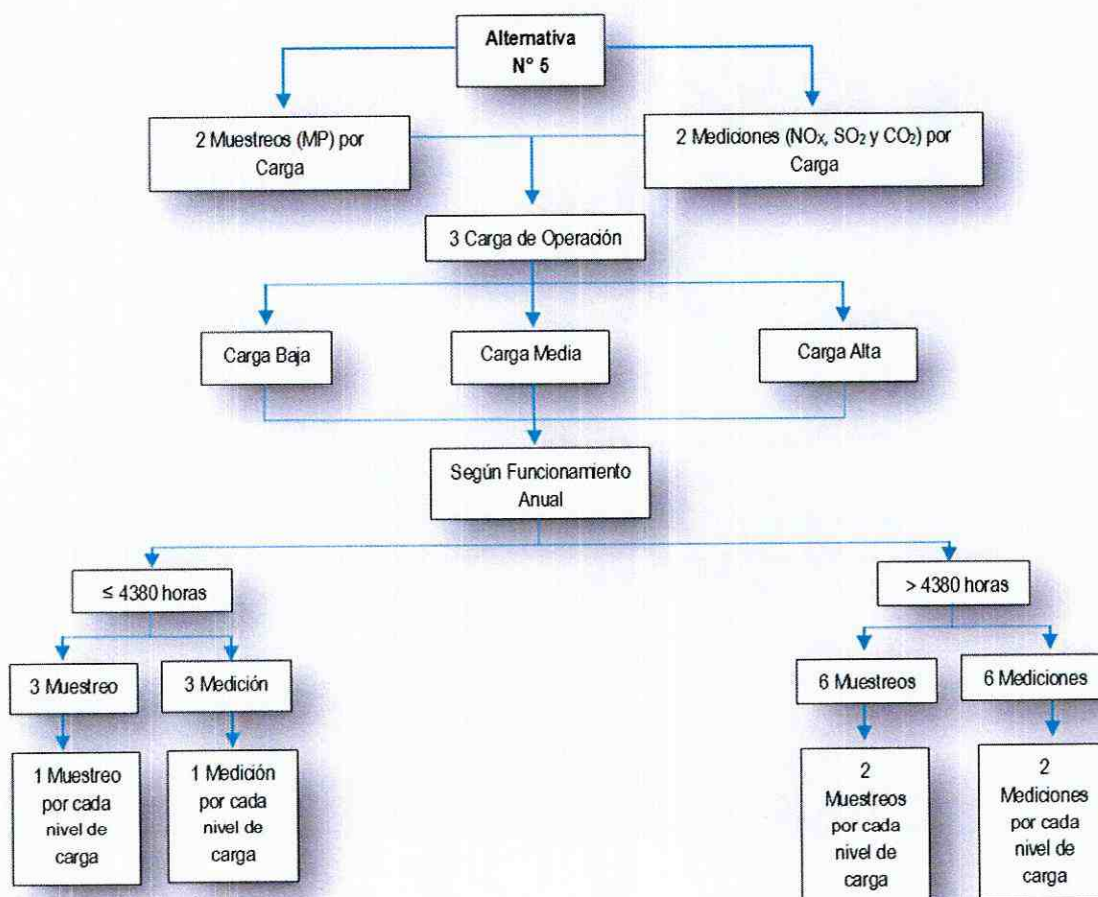 Alternativa
N° 5
2 Muestreos (MP) por
Carga
2 Mediciones (NOx, SO2 y CO2) por
Carga
3 Carga de Operación
Carga Baja
Carga Media
Carga Alta
Según Funcionamiento
Anual
≤ 4380 horas
> 4380 horas
3 Muestreo
3 Medición
6 Muestreos
6 Mediciones
1 Muestreo
por cada
nivel de
carga
1 Medición
por cada
nivel de
carga
2
Muestreos
por cada
nivel de
carga
2
Mediciones
por cada
nivel de
carga